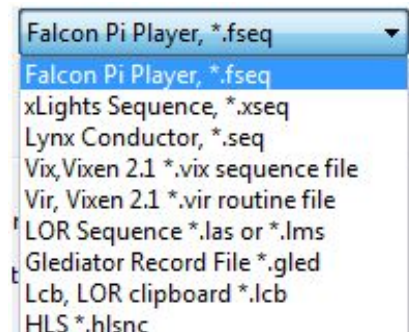 Falcon Pi Player, *.fseq
Falcon Pi Player, *.fseq
xLights Sequence, *.xseq
Lynx Conductor, *.seq
Vix,Vixen 2.1 *.vix sequence file
Vir, Vixen 2.1 *.vir routine file
LOR Sequence *.las or *.lms
Glediator Record File *.gled
Lcb, LOR clipboard *.lcb
HLS *.hlsnc